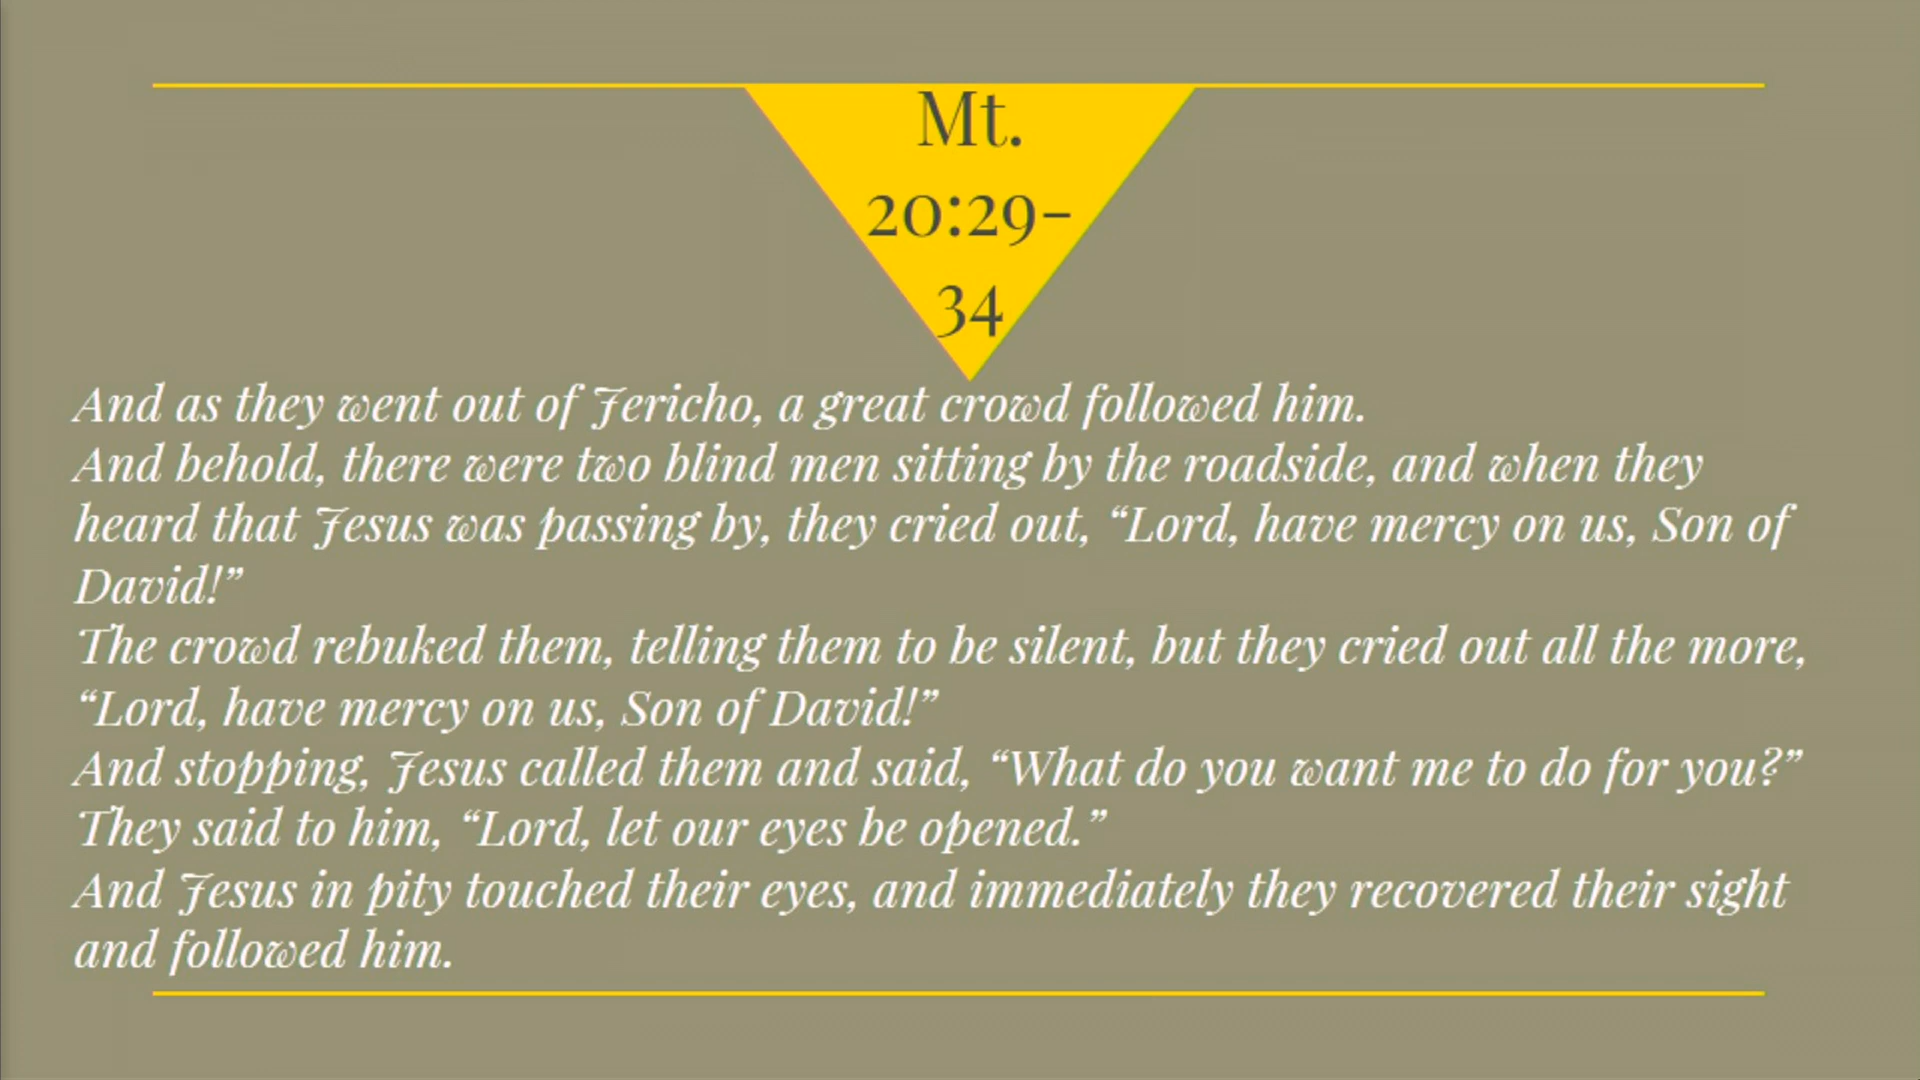 Mt.
20:29-
34
And as they went out of Jericho, a great crowd followed him.
And behold, there were two blind men sitting by the roadside, and when they
heard that Jesus was passing by, they cried out, “Lord, have mercy on us, Son of
David!”
The crowd rebuked them, telling them to be silent, but they cried out all the more,
“Lord, have mercy on us, Son of David!”
And stopping, Jesus called them and said, “What do you want me to do for you?”
They said to him, “Lord, let our eyes be opened.”
And Jesus in pity touched their eyes, and immediately they recovered their sight
and followed him.